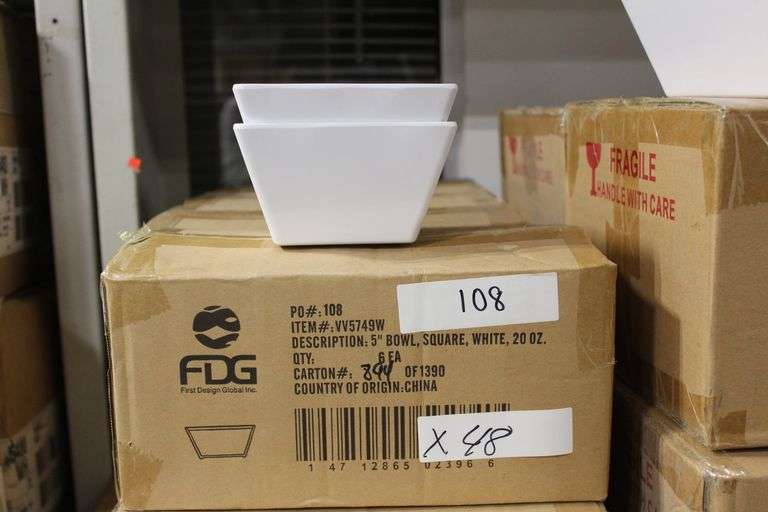 FRAGILE
HANDLE WITH CARE
108
PO#: 108
ITEM#: VV5749W
DESCRIPTION: 5" BOWL, SQUARE, WHITE, 20 OZ.
QTY: 6 EA
CARTON#: 894 OF 1390
COUNTRY OF ORIGIN: CHINA
FDG
First Design Global Inc.
X 48
1 47 12865 02396 6